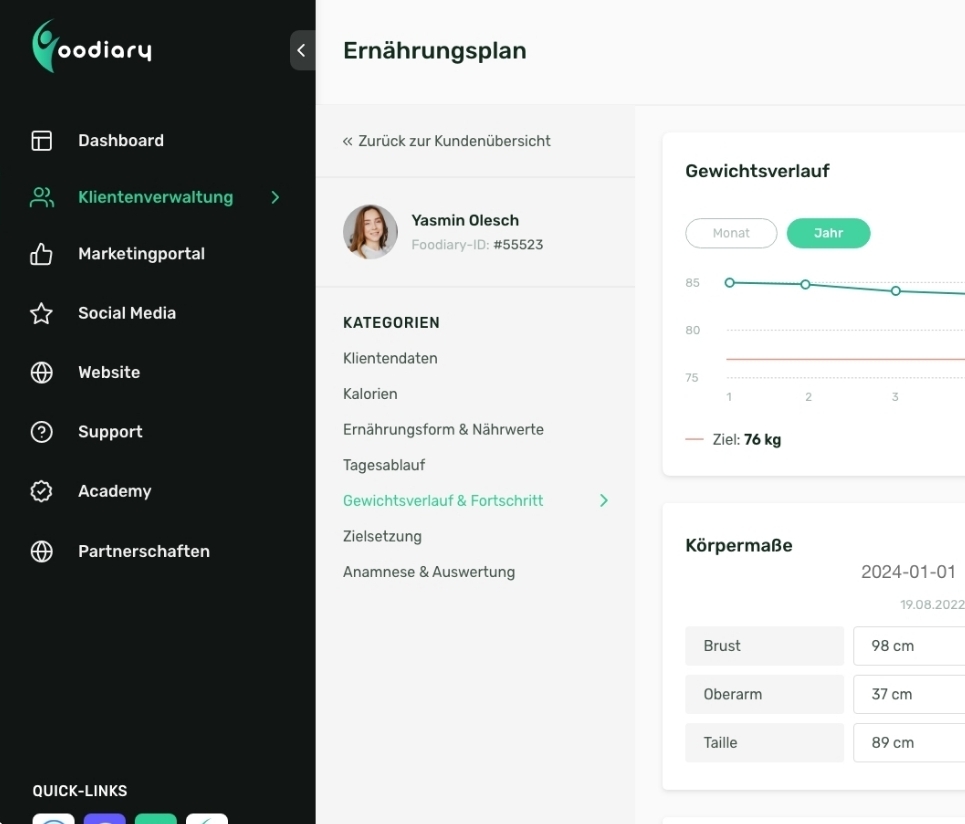 foodiary
Ernährungsplan
Dashboard
Klientenverwaltung
Marketingportal
Social Media
Website
Support
Academy
Partnerschaften
QUICK-LINKS
« Zurück zur Kundenübersicht
Yasmin Olesch
Foodiary-ID: #55523
KATEGORIEN
Klientendaten
Kalorien
Ernährungsform & Nährwerte
Tagesablauf
Gewichtsverlauf & Fortschritt
Zielsetzung
Anamnese & Auswertung
Gewichtsverlauf
Monat Jahr
85
80
75
1 2 3
Ziel: 76 kg
Körpermaße
2024-01-01
19.08.2022
Brust 98 cm
Oberarm 37 cm
Taille 89 cm